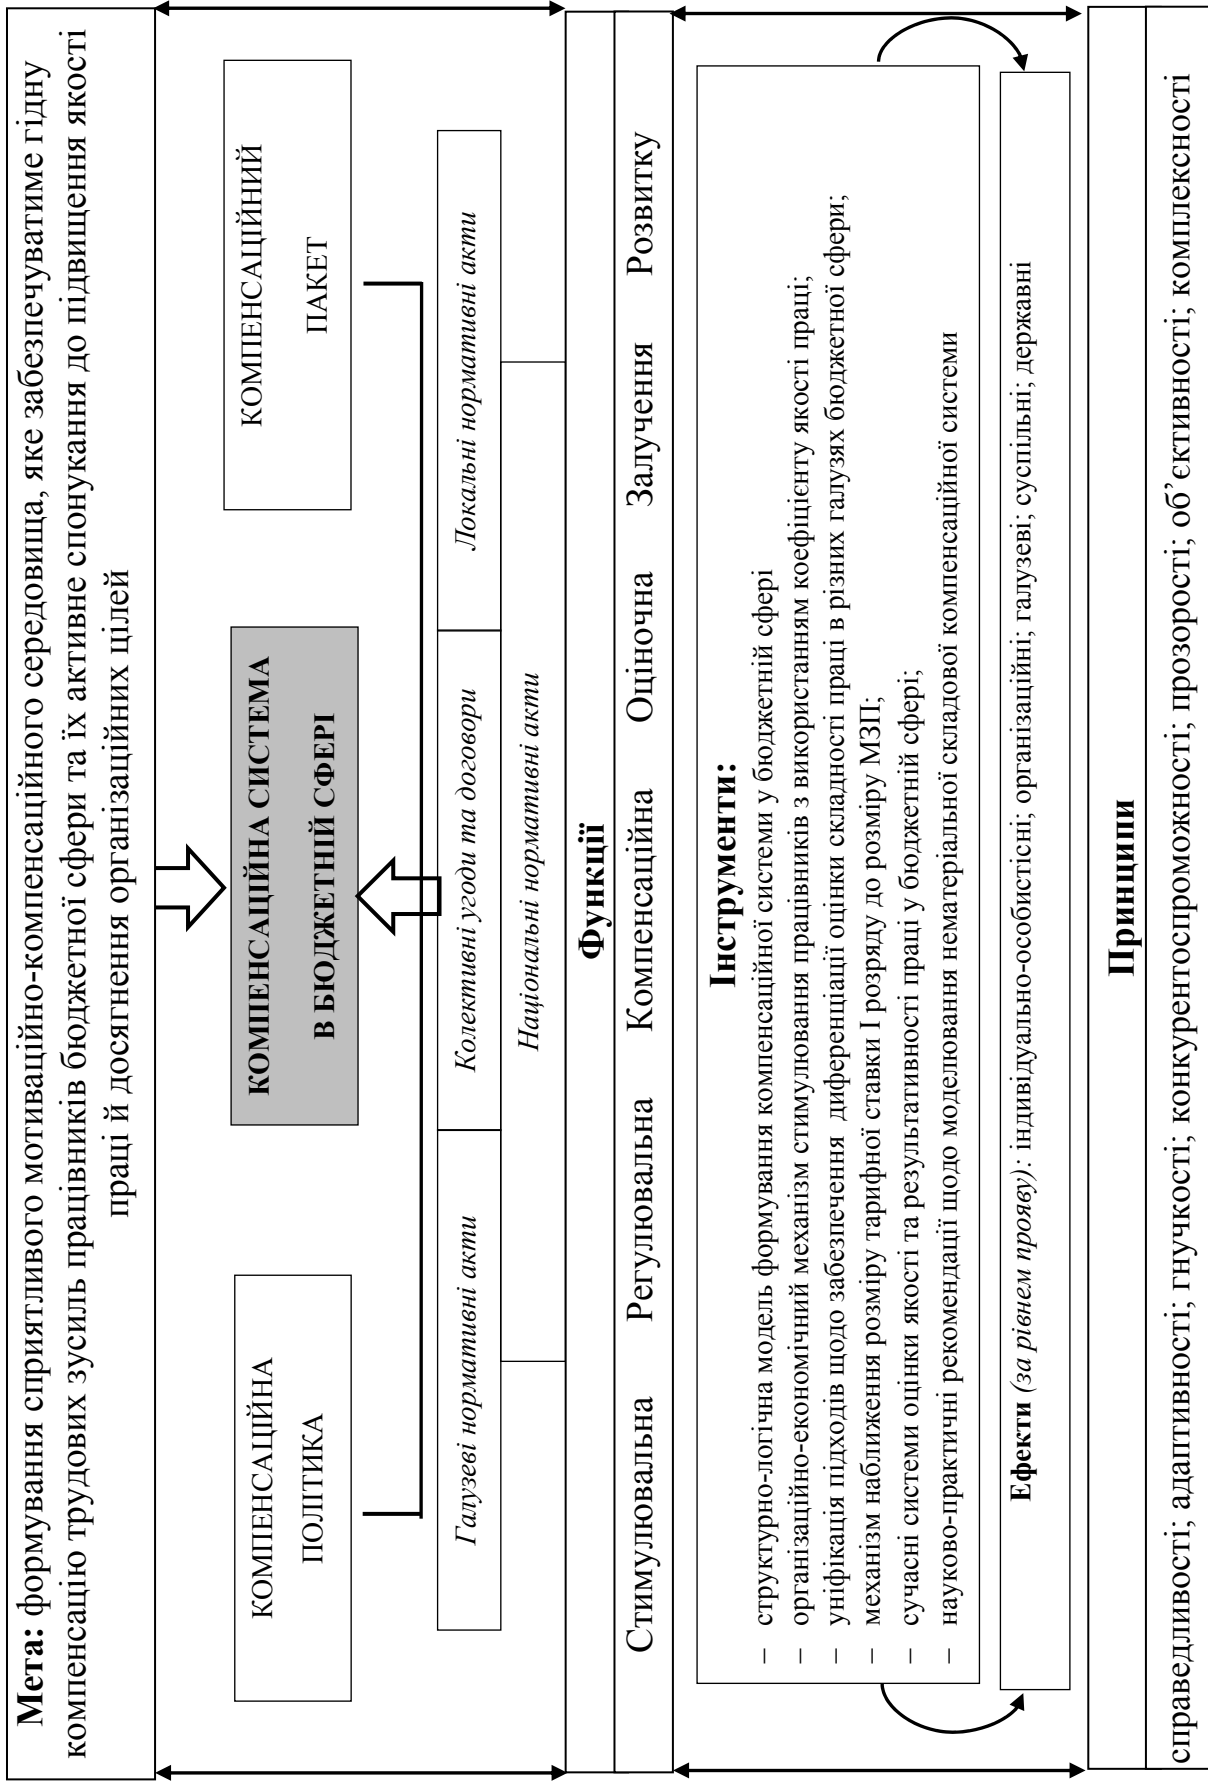 Мета: формування сприятливого мотиваційно-компенсаційного середовища, яке забезпечуватиме гідну
компенсацію трудових зусиль працівників бюджетної сфери та їх активне спонукання до підвищення якості
праці й досягнення організаційних цілей
КОМПЕНСАЦІЙНА
ПОЛІТИКА
КОМПЕНСАЦІЙНА СИСТЕМА
В БЮДЖЕТНІЙ СФЕРІ
КОМПЕНСАЦІЙНИЙ
ПАКЕТ
Галузеві нормативні акти
Колективні угоди та договори
Локальні нормативні акти
Національні нормативні акти
Функції
Стимулювальна Регулювальна Компенсаційна Оціночна Залучення Розвитку
Інструменти:
– структурно-логічна модель формування компенсаційної системи у бюджетній сфері
– організаційно-економічний механізм стимулювання працівників з використанням коефіцієнту якості праці;
– уніфікація підходів щодо забезпечення диференціації оцінки складності праці в різних галузях бюджетної сфери;
– механізм наближення розміру тарифної ставки І розряду до розміру МЗП;
– сучасні системи оцінки якості та результативності праці у бюджетній сфері;
– науково-практичні рекомендації щодо моделювання нематеріальної складової компенсаційної системи
Ефекти (за рівнем прояву): індивідуально-особистісні; організаційні; галузеві; суспільні; державні
Принципи
справедливості; адаптивності; гнучкості; конкурентоспроможності; прозорості; об’єктивності; комплексності